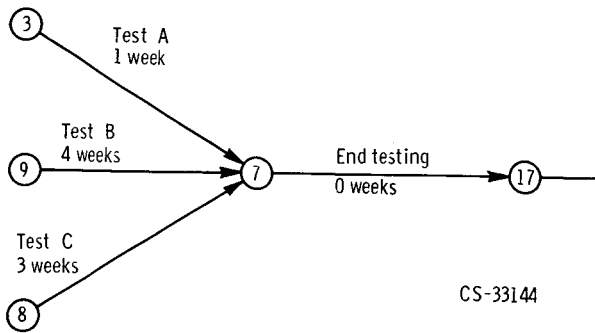 3
Test A
1 week
Test B
4 weeks
9
7
End testing
0 weeks
17
Test C
3 weeks
8
CS-33144